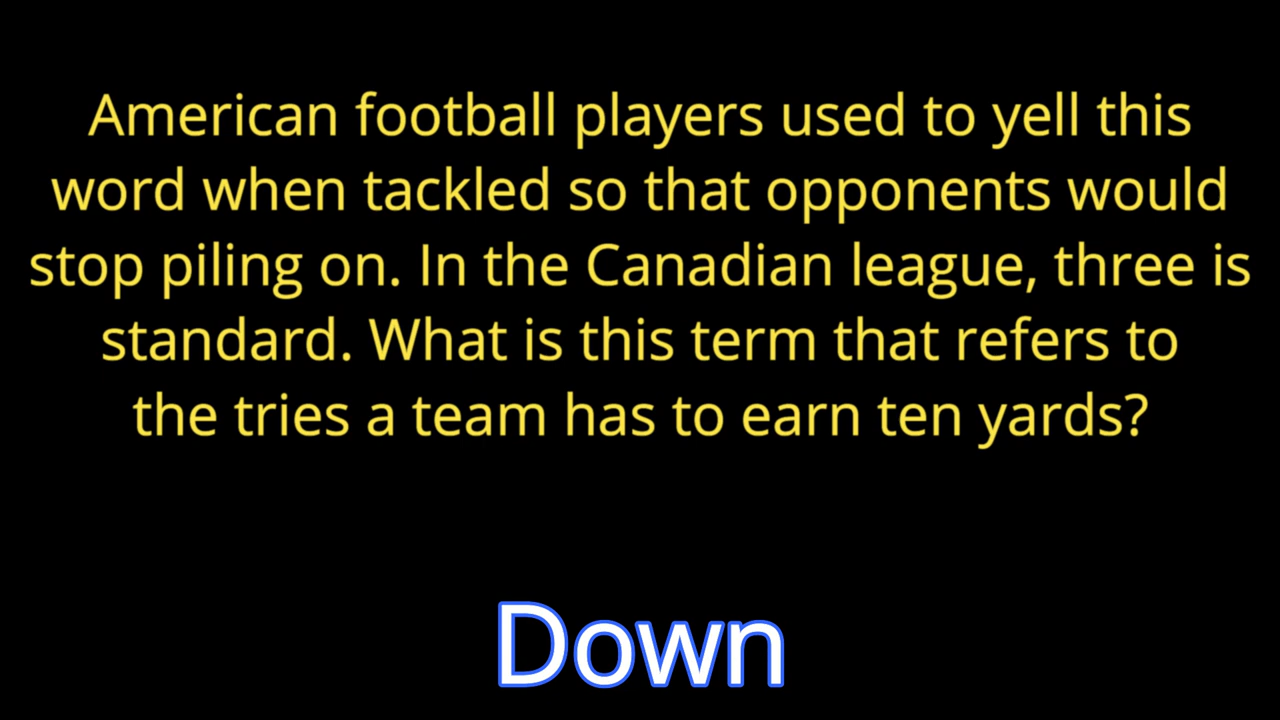 American football players used to yell this
word when tackled so that opponents would
stop piling on. In the Canadian league, three is
standard. What is this term that refers to
the tries a team has to earn ten yards?
Down